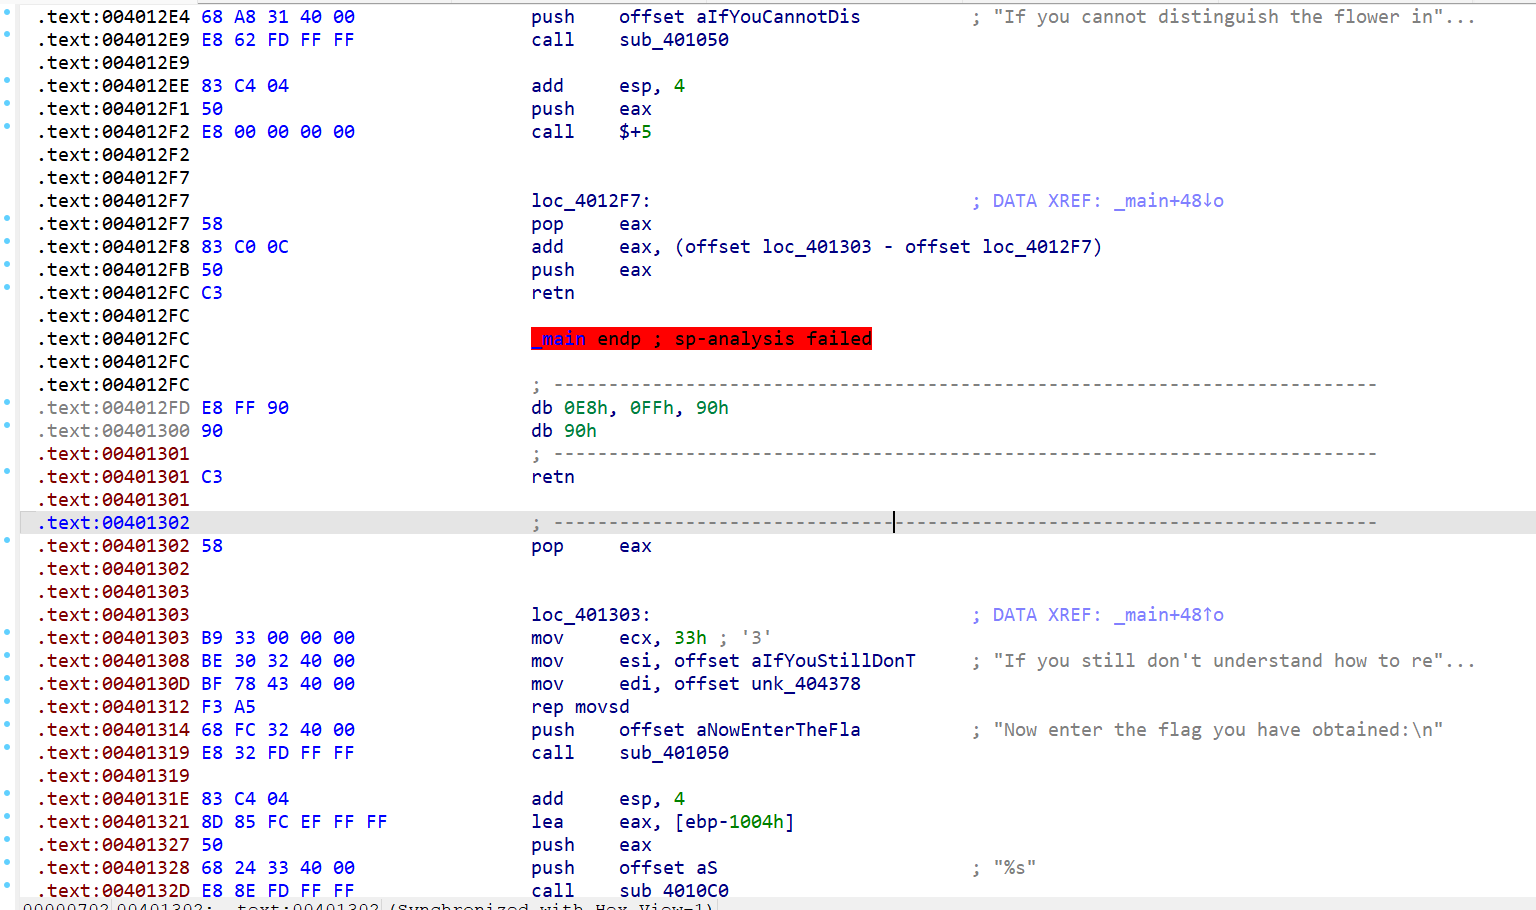 .text:004012E4 68 A8 31 40 00 push offset aIfYouCannotDis ; "If you cannot distinguish the flower in"...
.text:004012E9 E8 62 FD FF FF call sub_401050
.text:004012E9
.text:004012EE 83 C4 04 add esp, 4
.text:004012F1 50 push eax
.text:004012F2 E8 00 00 00 00 call $+5
.text:004012F2
.text:004012F7
.text:004012F7 loc_4012F7: ; DATA XREF: _main+48↓o
.text:004012F7 58 pop eax
.text:004012F8 83 C0 0C add eax, (offset loc_401303 - offset loc_4012F7)
.text:004012FB 50 push eax
.text:004012FC C3 retn
.text:004012FC
.text:004012FC _main endp ; sp-analysis failed
.text:004012FC
.text:004012FC ; ---------------------------------------------------------------------------
.text:004012FD E8 FF 90 db 0E8h, 0FFh, 90h
.text:00401300 90 db 90h
.text:00401301 ; ---------------------------------------------------------------------------
.text:00401301 C3 retn
.text:00401301
.text:00401302 ; ---------------------------------------------------------------------------
.text:00401302 58 pop eax
.text:00401302
.text:00401303
.text:00401303 loc_401303: ; DATA XREF: _main+48↑o
.text:00401303 B9 33 00 00 00 mov ecx, 33h ; '3'
.text:00401308 BE 30 32 40 00 mov esi, offset aIfYouStillDonT ; "If you still don't understand how to re"...
.text:0040130D BF 78 43 40 00 mov edi, offset unk_404378
.text:00401312 F3 A5 rep movsd
.text:00401314 68 FC 32 40 00 push offset aNowEnterTheFla ; "Now enter the flag you have obtained:\n"
.text:00401319 E8 32 FD FF FF call sub_401050
.text:00401319
.text:0040131E 83 C4 04 add esp, 4
.text:00401321 8D 85 FC EF FF FF lea eax, [ebp-1004h]
.text:00401327 50 push eax
.text:00401328 68 24 33 40 00 push offset aS ; "%s"
.text:0040132D E8 8E FD FF FF call sub_4010C0
00000702 00401302: .text:00401302 (Synchronized with Hex View-1)